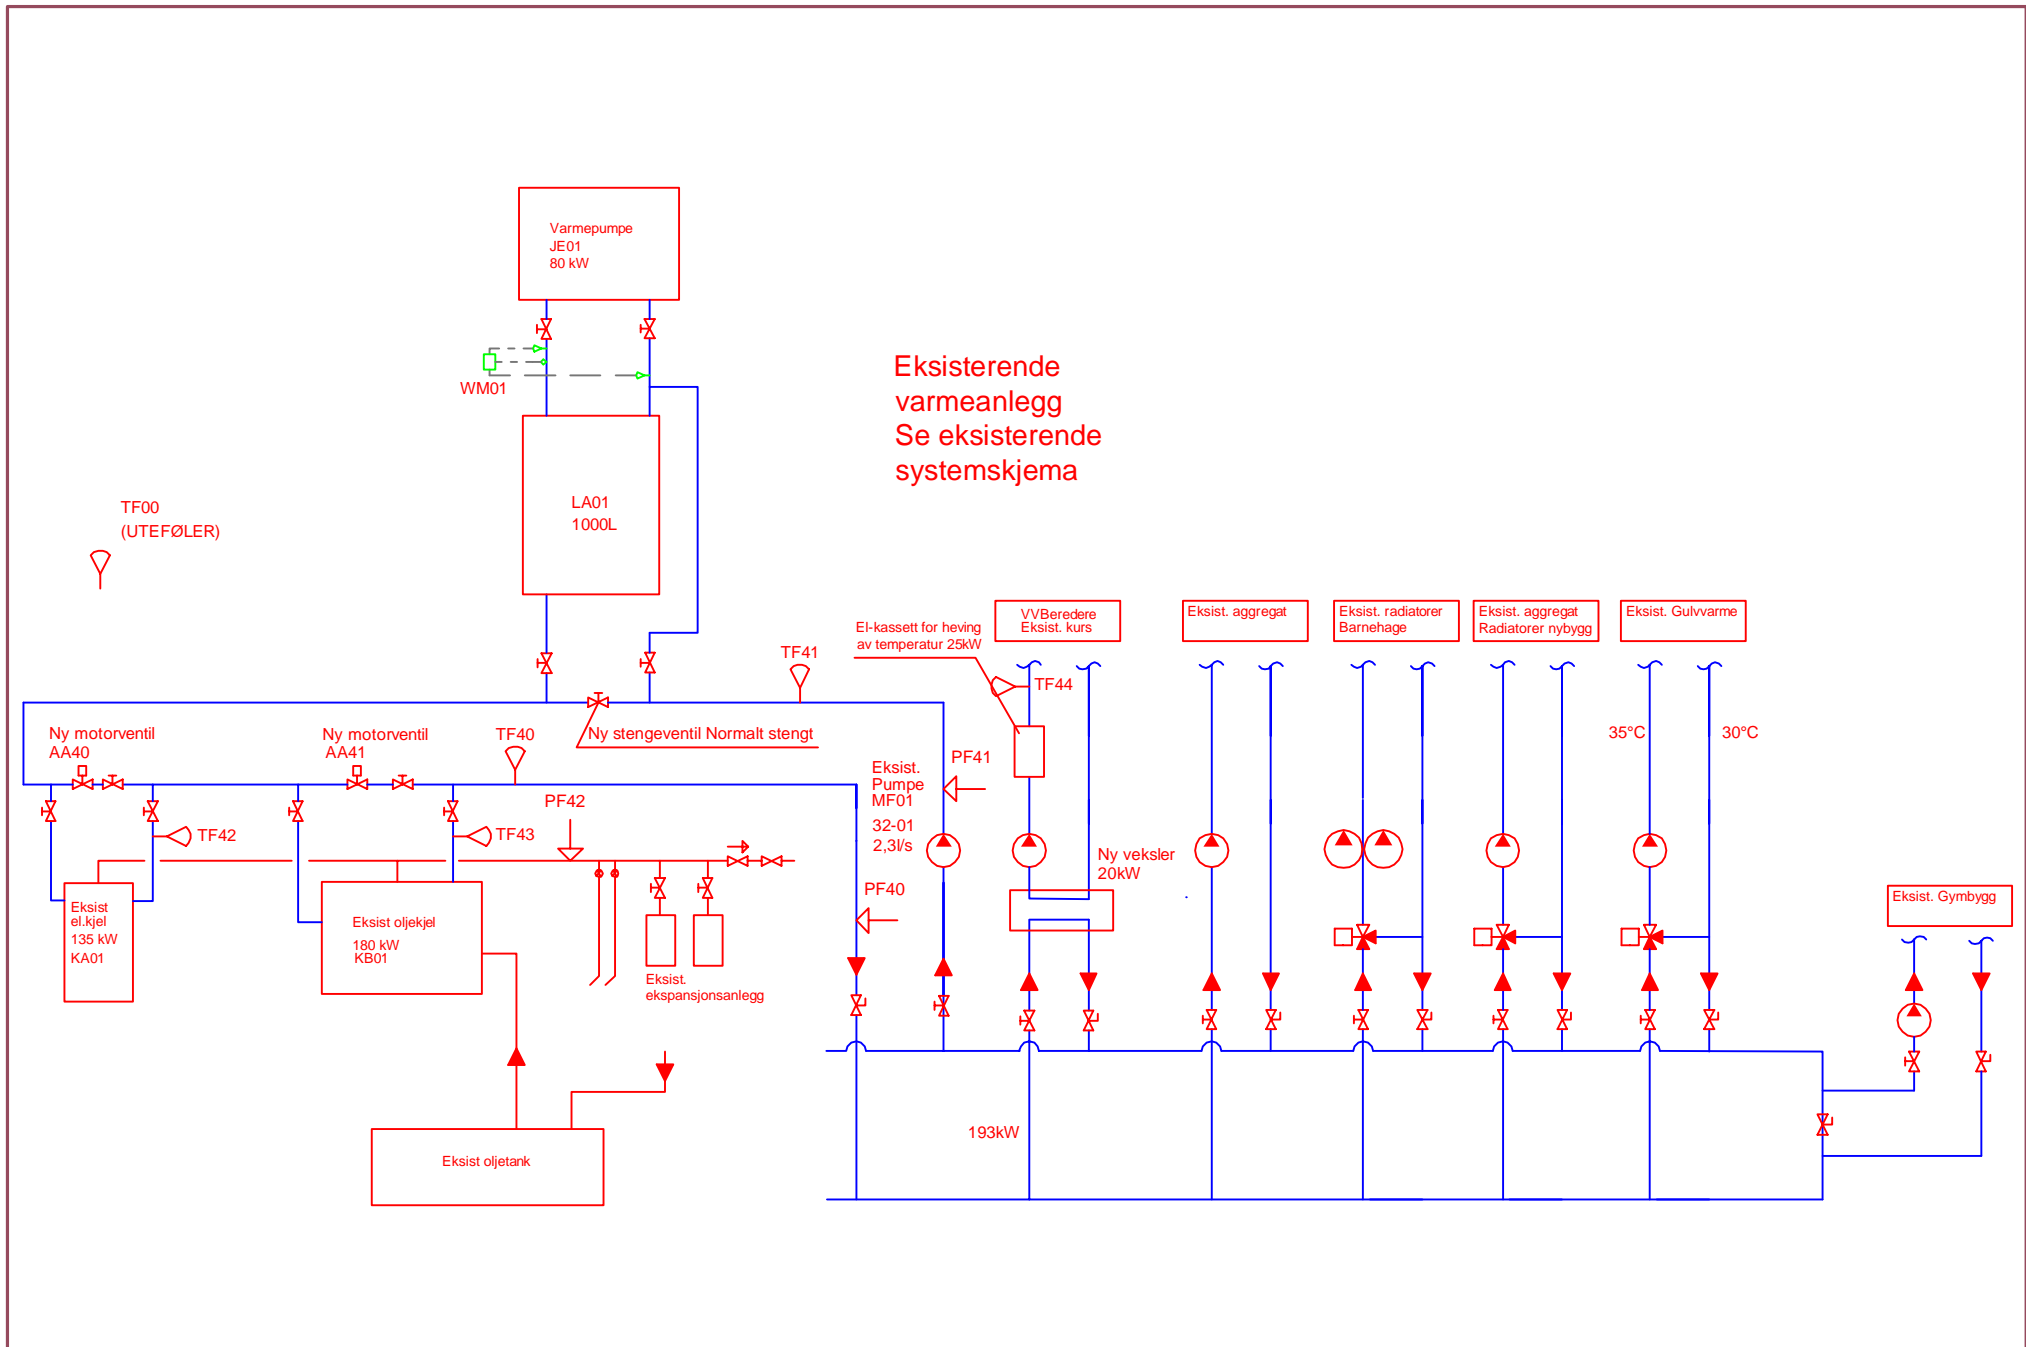 Varmepumpe
JE01
80 kW
WM01
Eksisterende
varmeanlegg
Se eksisterende
systemskjema
LA01
1000L
TF00
(UTEFØLER)
VVBeredere
Eksist. kurs
Eksist. aggregat
Eksist. radiatorer
Barnehage
Eksist. aggregat
Radiatorer nybygg
Eksist. Gulvvarme
El-kassett for heving
av temperatur 25kW
TF41
TF44
Ny motorventil
AA40
Ny motorventil
AA41
TF40
Ny stengeventil Normalt stengt
35°C
30°C
PF41
Eksist.
Pumpe
MF01
32-01
2,3l/s
PF42
TF42
TF43
Ny veksler
20kW
PF40
Eksist
el.kjel
135 kW
KA01
Eksist oljekjel
180 kW
KB01
Eksist.
ekspansjonsanlegg
Eksist. Gymbygg
193kW
Eksist oljetank